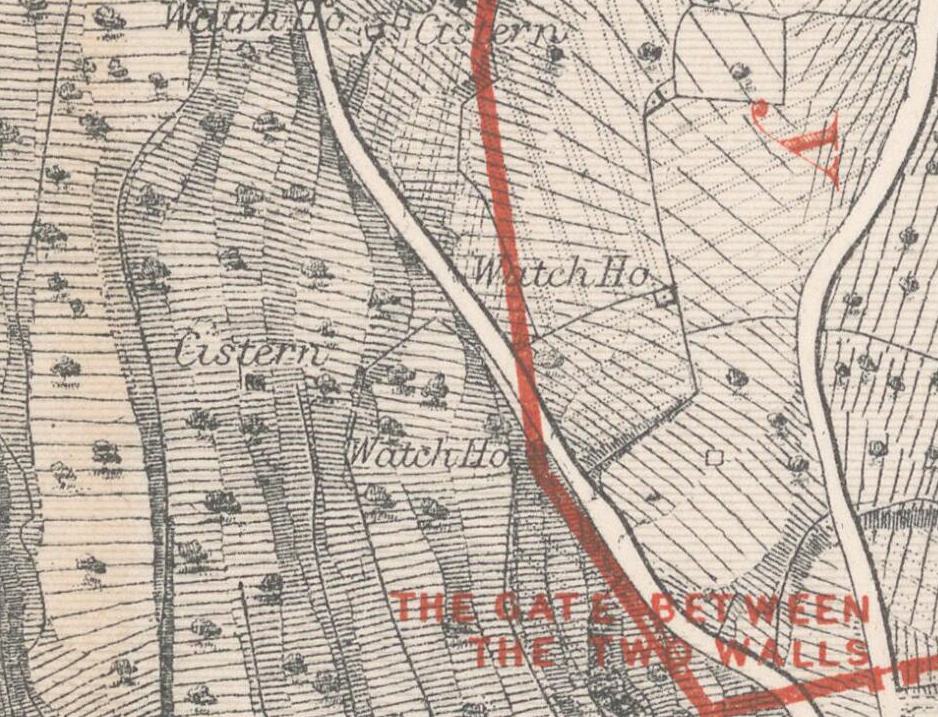 Watch Ho
Cistern
Watch Ho
Cistern
Watch Ho
THE GATE BETWEEN
THE TWO WALLS